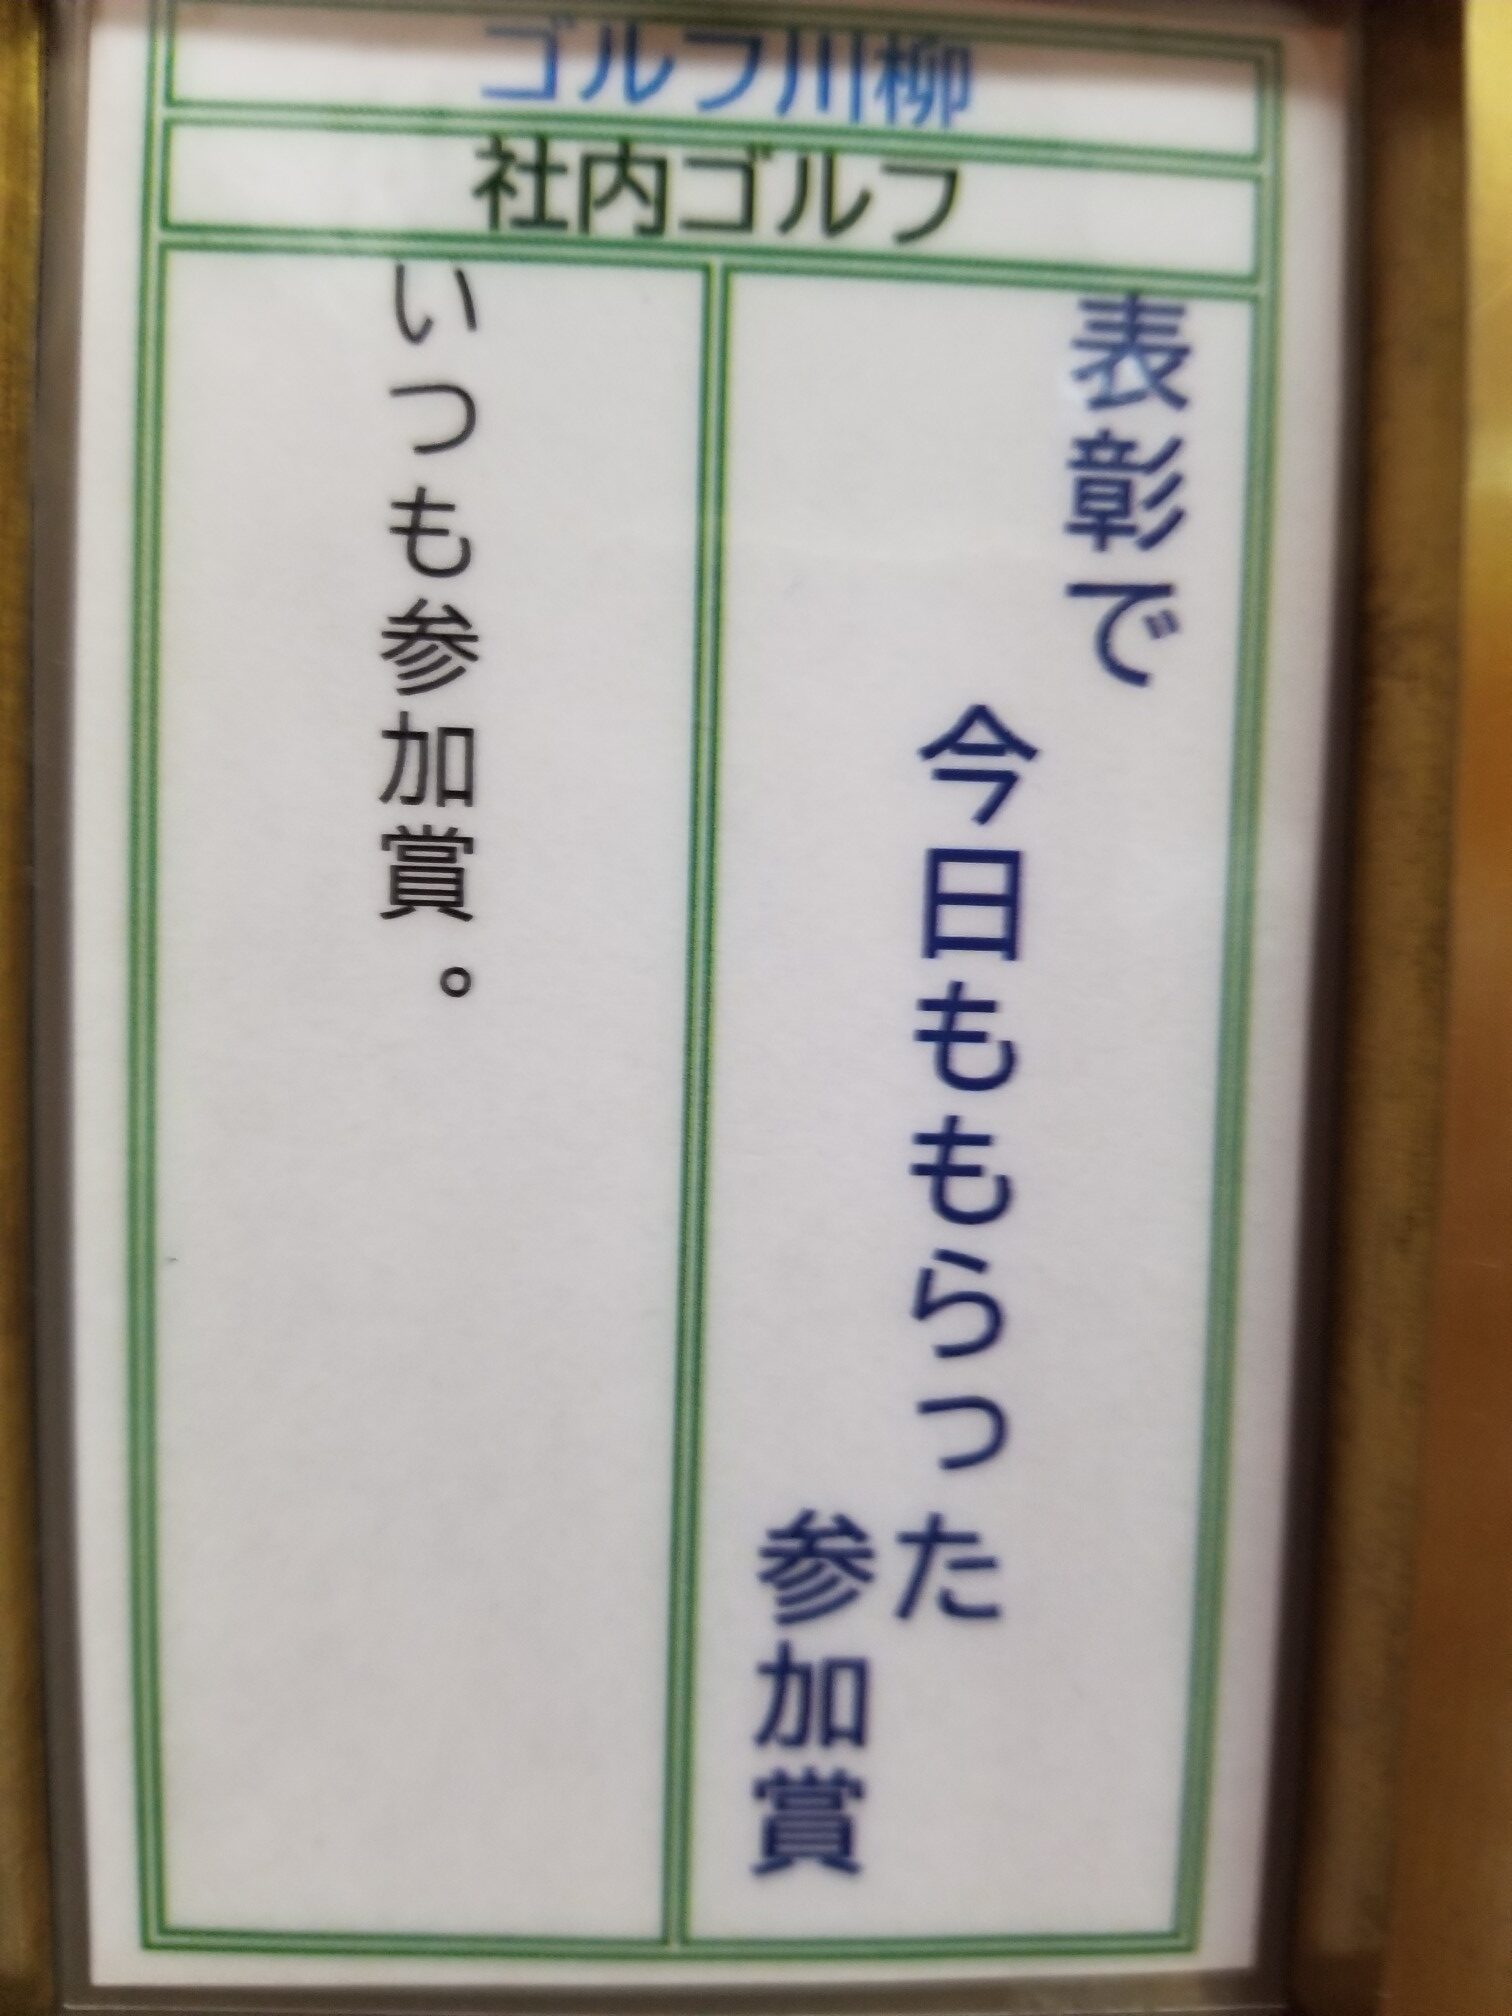 ゴルフ川柳
社内ゴルフ
表彰で
今日ももらった
参加賞
いつも参加賞。